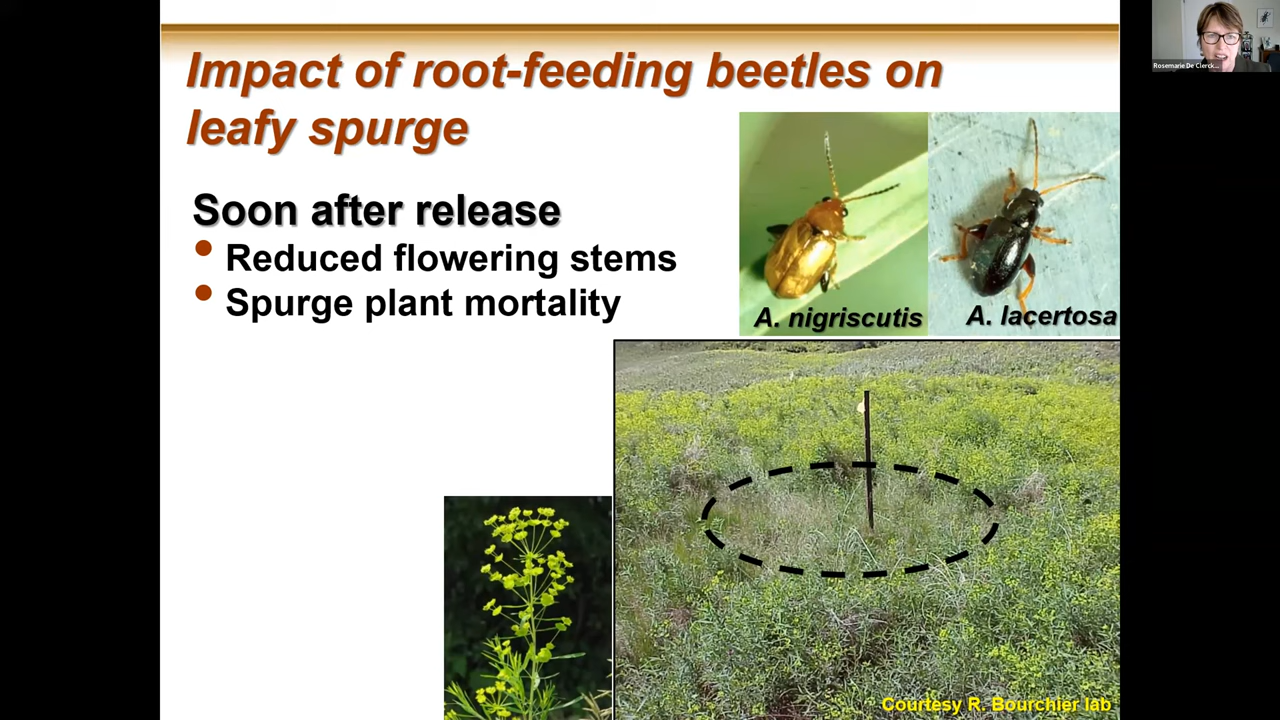 Impact of root-feeding beetles on
leafy spurge
Soon after release
• Reduced flowering stems
• Spurge plant mortality
A. nigriscutis
A. lacertosa
Courtesy R. Bourchier lab
Rosemarie De Clerck...